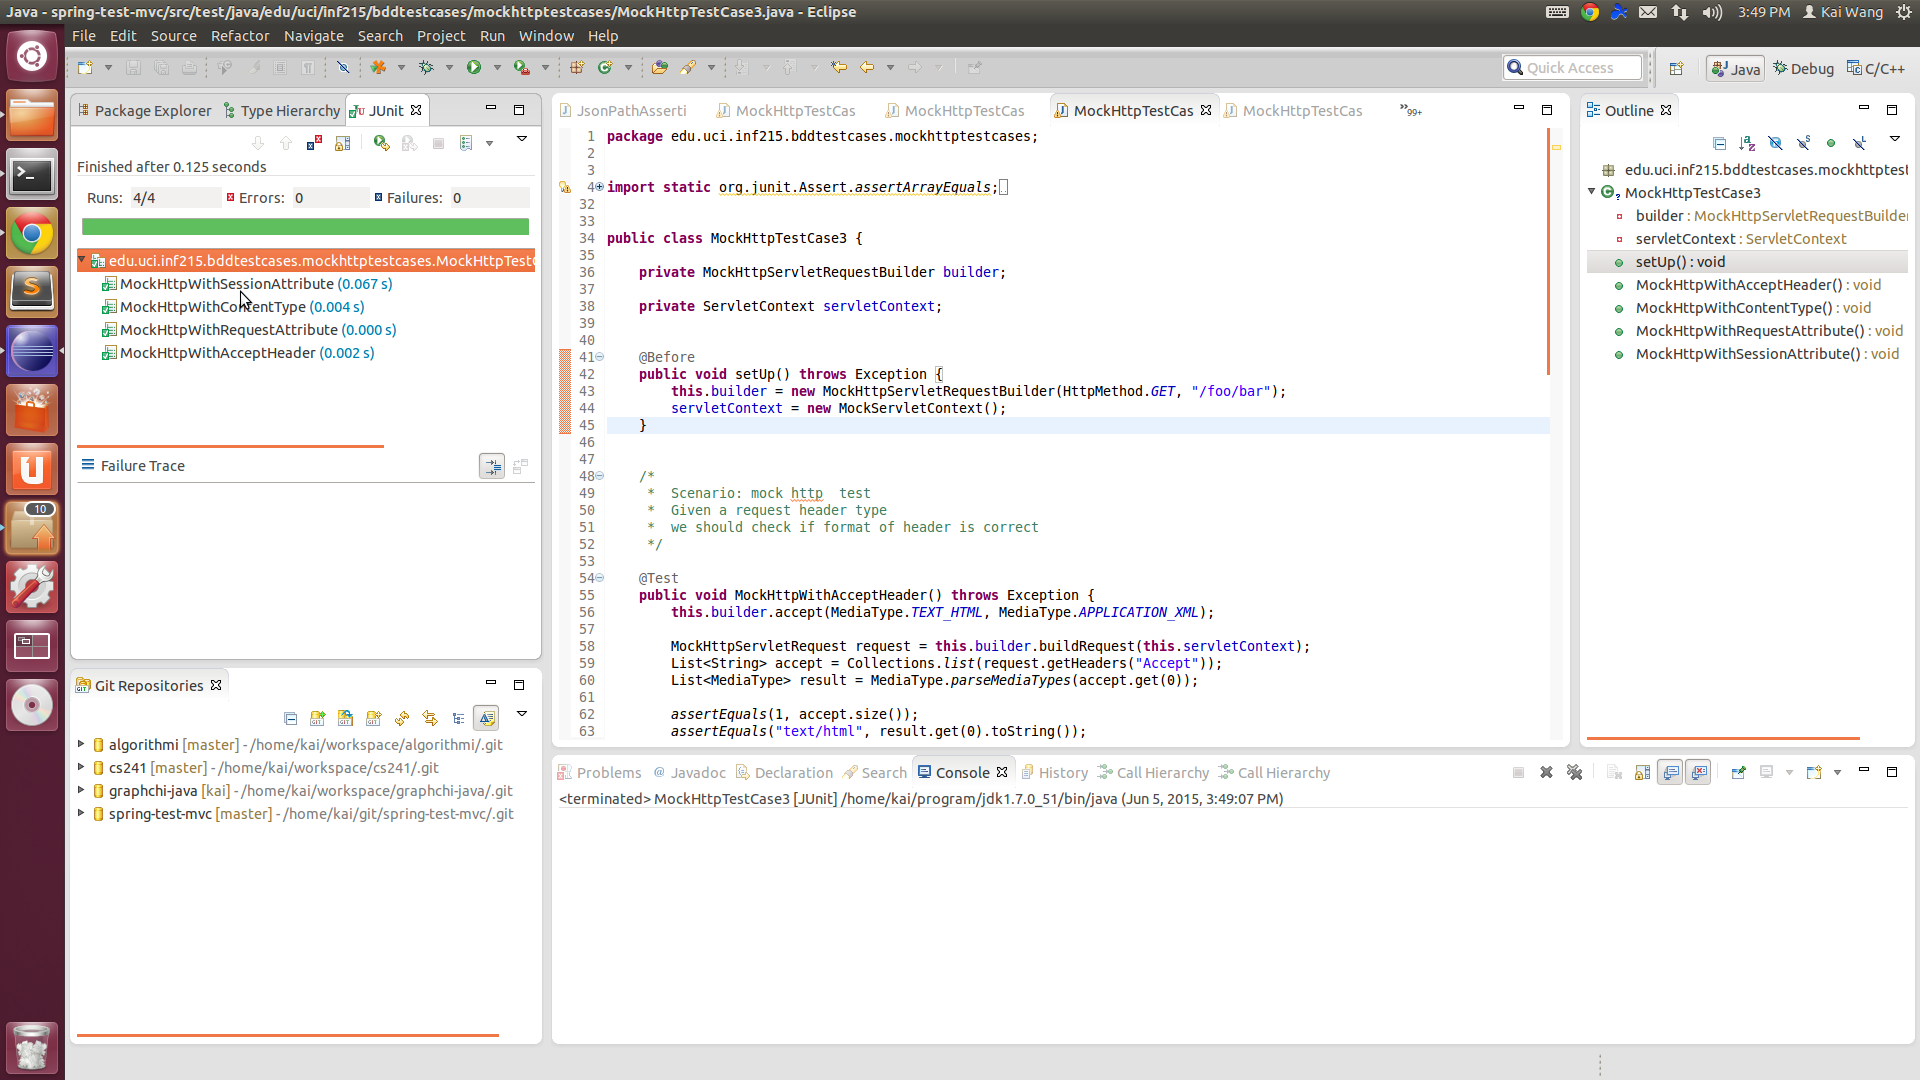 Java - spring-test-mvc/src/test/java/edu/uci/inf215/bddtestcases/mockhttptestcases/MockHttpTestCase3.java - Eclipse
3:49 PM
Kai Wang
File Edit Source Refactor Navigate Search Project Run Window Help
Quick Access
Java
Debug
C/C++
Package Explorer
Type Hierarchy
JUnit
Finished after 0.125 seconds
Runs: 4/4
Errors: 0
Failures: 0
edu.uci.inf215.bddtestcases.mockhttptestcases.MockHttpTest
MockHttpWithSessionAttribute (0.067 s)
MockHttpWithContentType (0.004 s)
MockHttpWithRequestAttribute (0.000 s)
MockHttpWithAcceptHeader (0.002 s)
Failure Trace
10
Git Repositories
algorithmi [master] - /home/kai/workspace/algorithmi/.git
cs241 [master] - /home/kai/workspace/cs241/.git
graphchi-java [kai] - /home/kai/workspace/graphchi-java/.git
spring-test-mvc [master] - /home/kai/git/spring-test-mvc/.git
JsonPathAsserti
MockHttpTestCas
MockHttpTestCas
MockHttpTestCas
MockHttpTestCas
»99+
1 package edu.uci.inf215.bddtestcases.mockhttptestcases;
2
3
4 import static org.junit.Assert.assertArrayEquals;
32
33
34 public class MockHttpTestCase3 {
35
36 private MockHttpServletRequestBuilder builder;
37
38 private ServletContext servletContext;
39
40
41 @Before
42 public void setUp() throws Exception {
43 this.builder = new MockHttpServletRequestBuilder(HttpMethod.GET, "/foo/bar");
44 servletContext = new MockServletContext();
45 }
46
47
48 /*
49 * Scenario: mock http  test
50 * Given a request header type
51 * we should check if format of header is correct
52 */
53
54 @Test
55 public void MockHttpWithAcceptHeader() throws Exception {
56 this.builder.accept(MediaType.TEXT_HTML, MediaType.APPLICATION_XML);
57
58 MockHttpServletRequest request = this.builder.buildRequest(this.servletContext);
59 List<String> accept = Collections.list(request.getHeaders("Accept"));
60 List<MediaType> result = MediaType.parseMediaTypes(accept.get(0));
61
62 assertEquals(1, accept.size());
63 assertEquals("text/html", result.get(0).toString());
Outline
edu.uci.inf215.bddtestcases.mockhttptest
MockHttpTestCase3
builder : MockHttpServletRequestBuilder
servletContext : ServletContext
setUp() : void
MockHttpWithAcceptHeader() : void
MockHttpWithContentType() : void
MockHttpWithRequestAttribute() : void
MockHttpWithSessionAttribute() : void
Problems
Javadoc
Declaration
Search
Console
History
Call Hierarchy
Call Hierarchy
<terminated> MockHttpTestCase3 [JUnit] /home/kai/program/jdk1.7.0_51/bin/java (Jun 5, 2015, 3:49:07 PM)